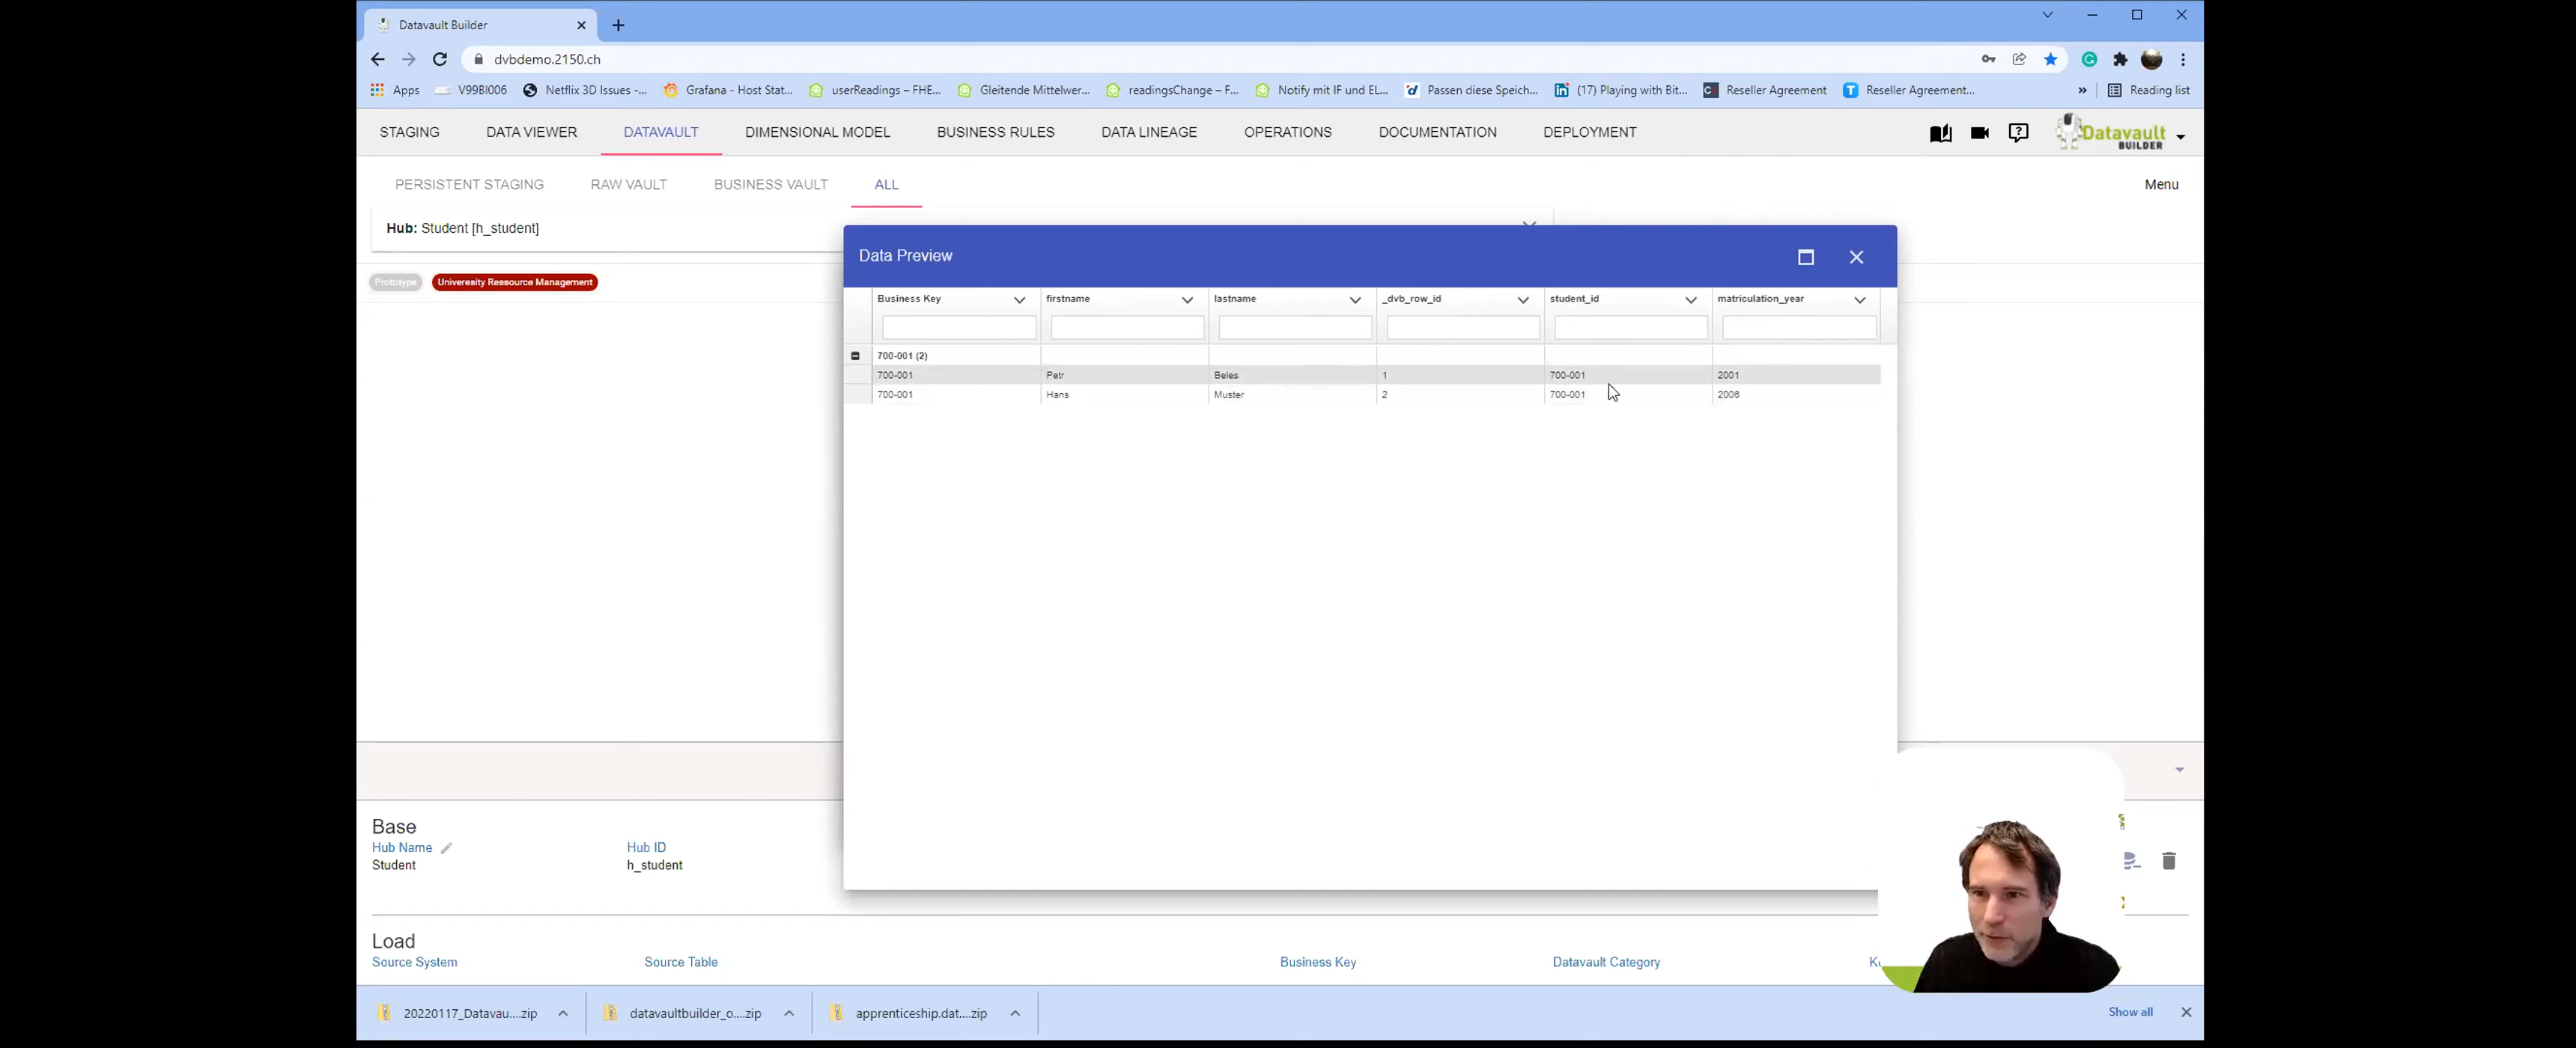 Datavault Builder
dvbdemo.2150.ch
Apps V99BI006 Netflix 3D Issues -... Grafana - Host Stat... userReadings – FHE... Gleitende Mittelwer... readingsChange – F... Notify mit IF und EL... Passen diese Speich... (17) Playing with Bit... Reseller Agreement Reseller Agreement... » Reading list
STAGING DATA VIEWER DATAVAULT DIMENSIONAL MODEL BUSINESS RULES DATA LINEAGE OPERATIONS DOCUMENTATION DEPLOYMENT Datavault BUILDER
PERSISTENT STAGING RAW VAULT BUSINESS VAULT ALL Menu
Hub: Student [h_student]
Data Preview
Prototype Univeresity Ressource Management
Business Key firstname lastname _dvb_row_id student_id matriculation_year
700-001 (2)
700-001 Petr Beles 1 700-001 2001
700-001 Hans Muster 2 700-001 2006
Base
Hub Name Hub ID
Student h_student
Load
Source System Source Table Business Key Datavault Category
20220117_Datavau....zip datavaultbuilder_o....zip apprenticeship.dat....zip Show all